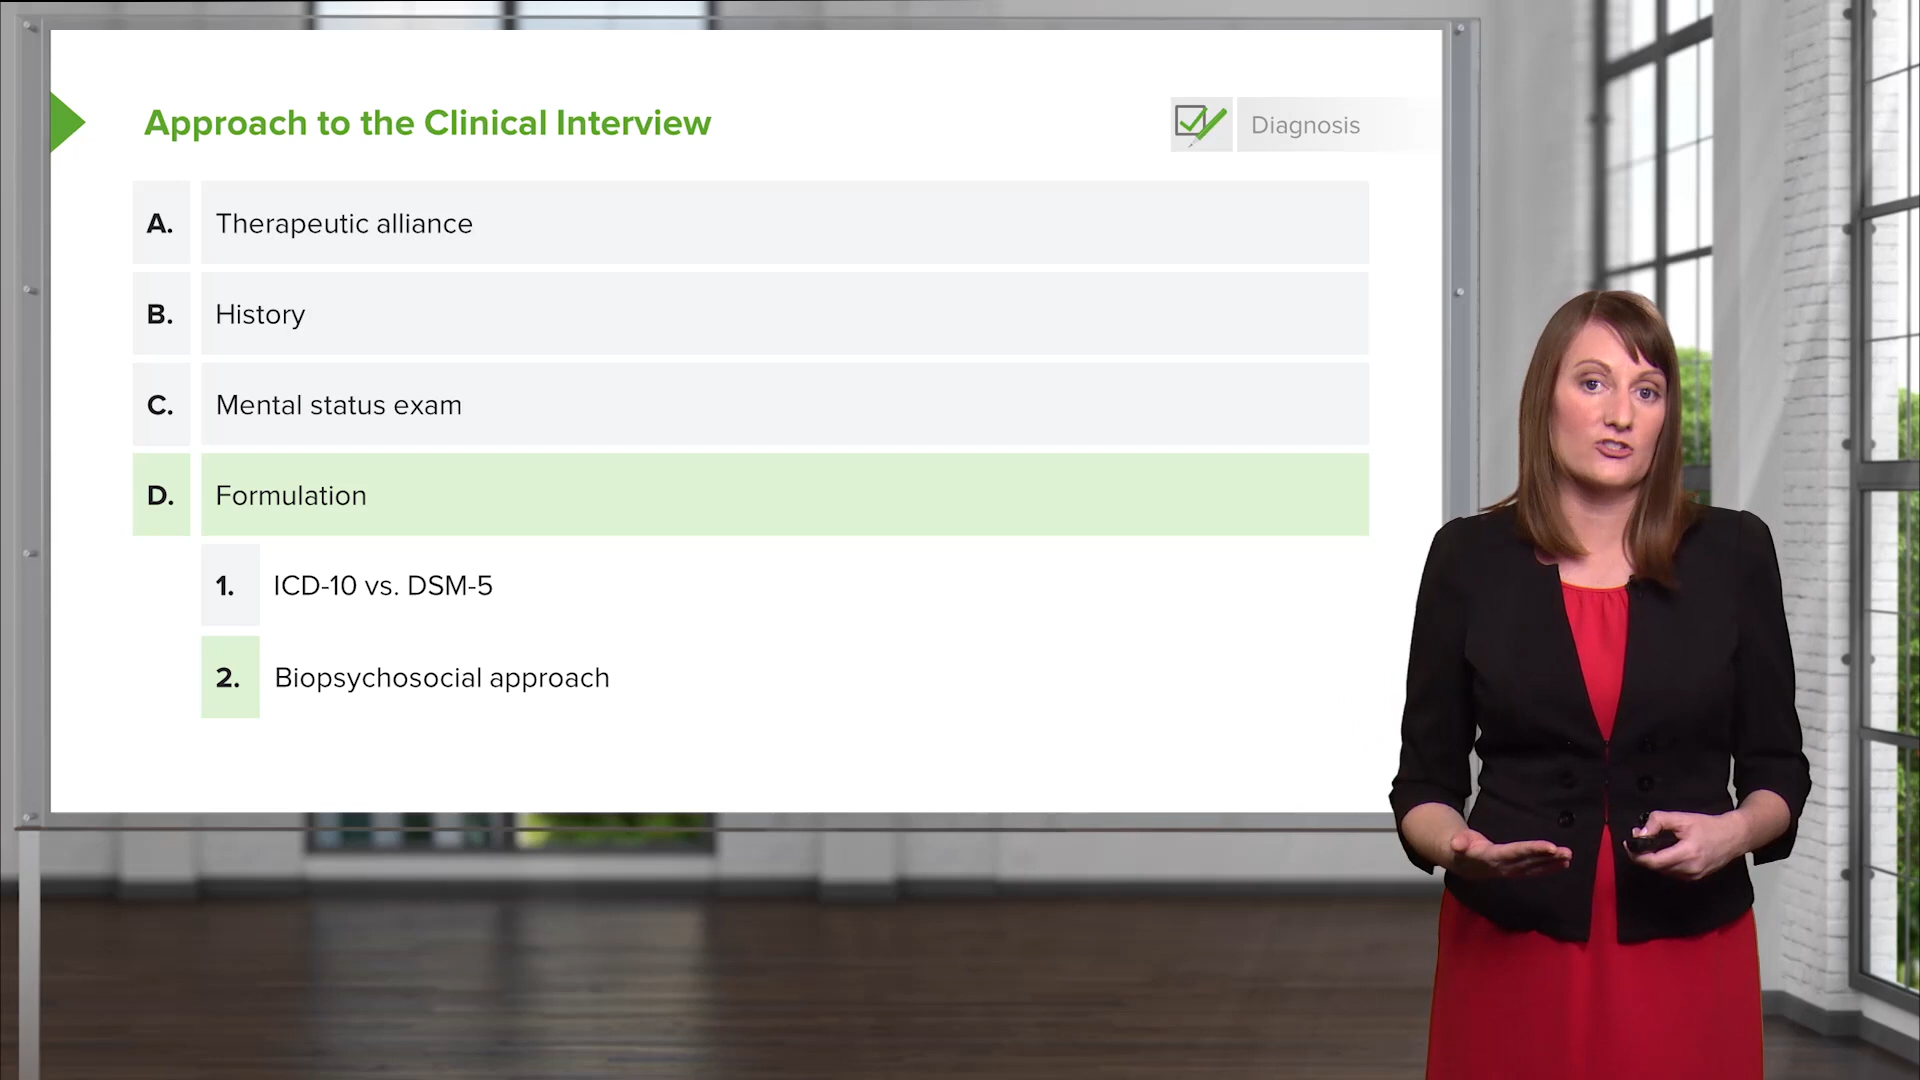 Approach to the Clinical Interview
Diagnosis
A. Therapeutic alliance
B. History
C. Mental status exam
D. Formulation
1. ICD-10 vs. DSM-5
2. Biopsychosocial approach